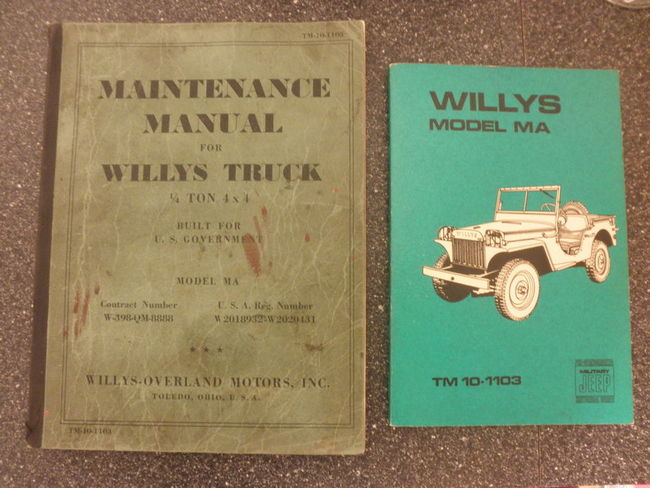 TM-10-1103
MAINTENANCE
MANUAL
FOR
WILLYS TRUCK
¼ TON 4x4
BUILT FOR
U. S. GOVERNMENT
MODEL MA
Contract Number
W-398-QM-8888
U. S. A. Reg. Number
W2018932-W2020431
★ ★ ★
WILLYS-OVERLAND MOTORS, INC.
TOLEDO, OHIO, U. S. A.
TM-10-1103
WILLYS
MODEL MA
WILLYS
TM 10-1103
MILITARY
JEEP